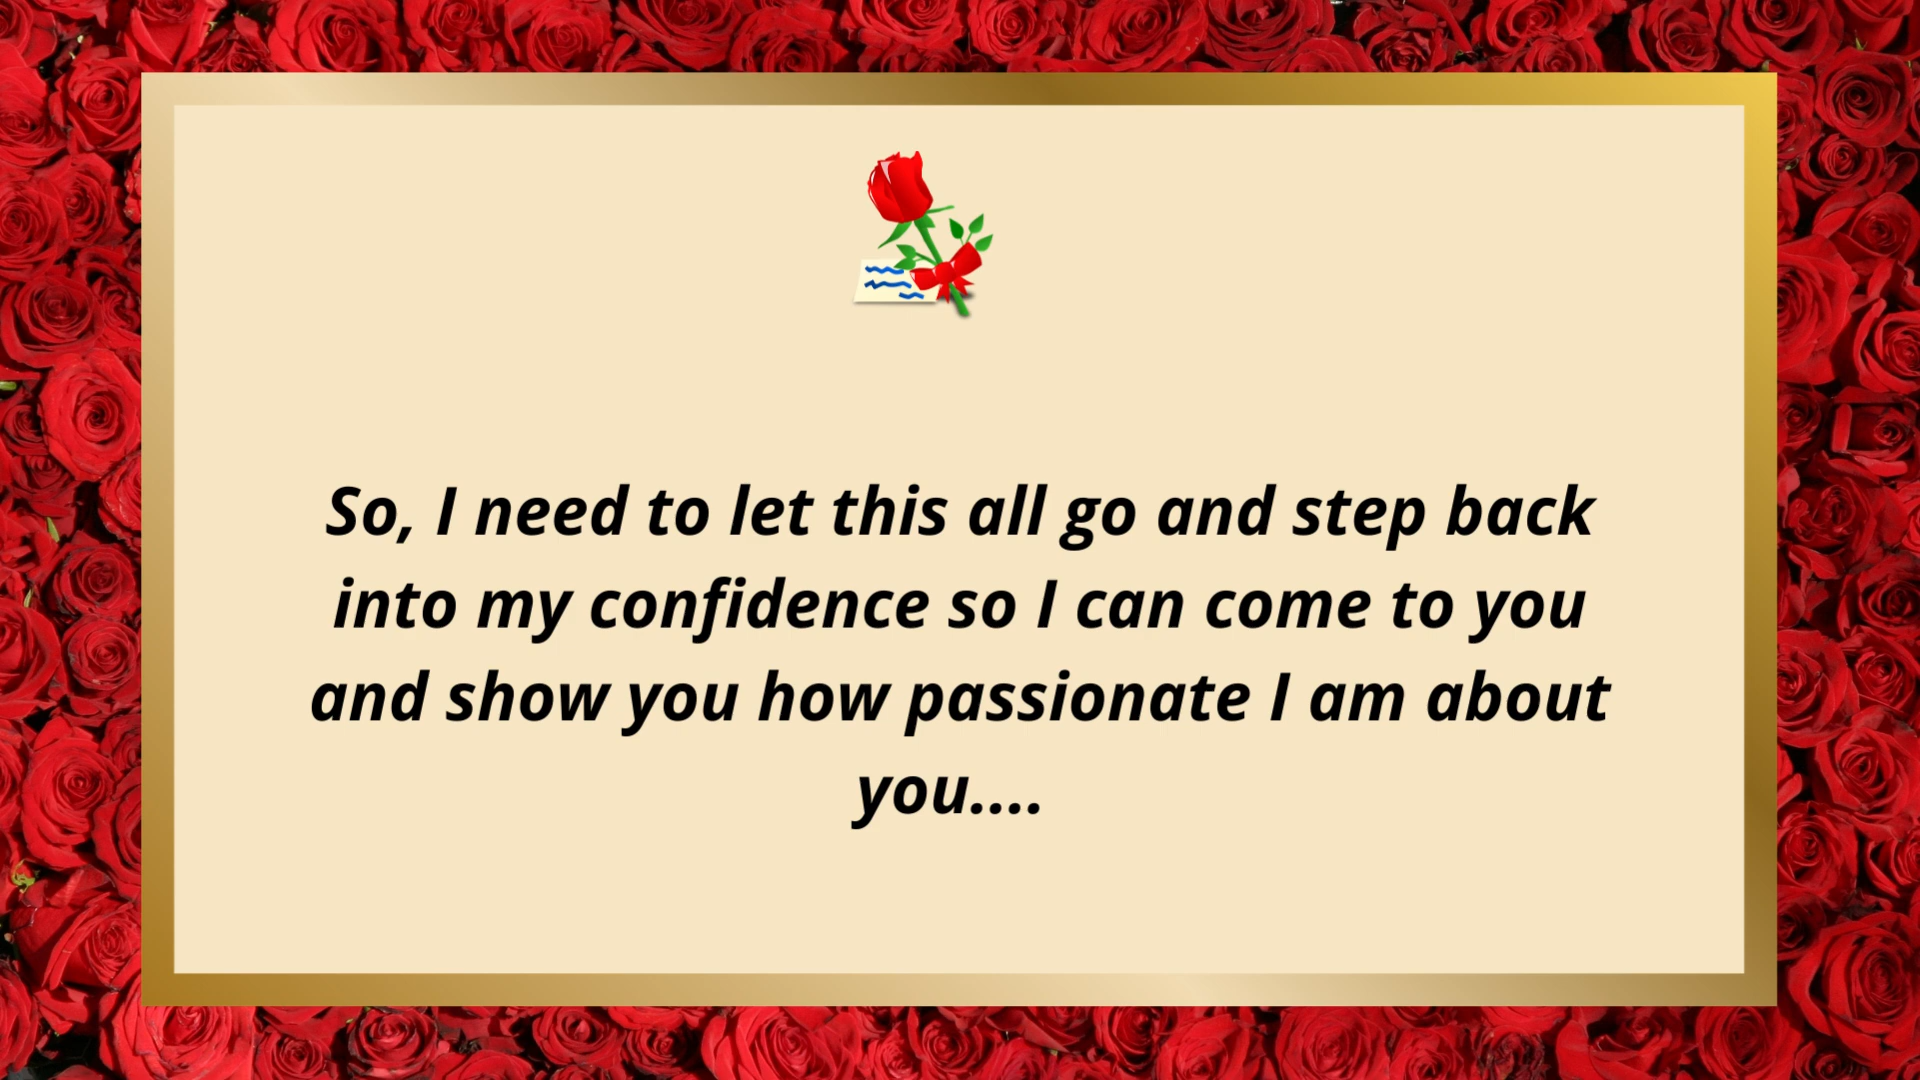 So, I need to let this all go and step back
into my confidence so I can come to you
and show you how passionate I am about
you....